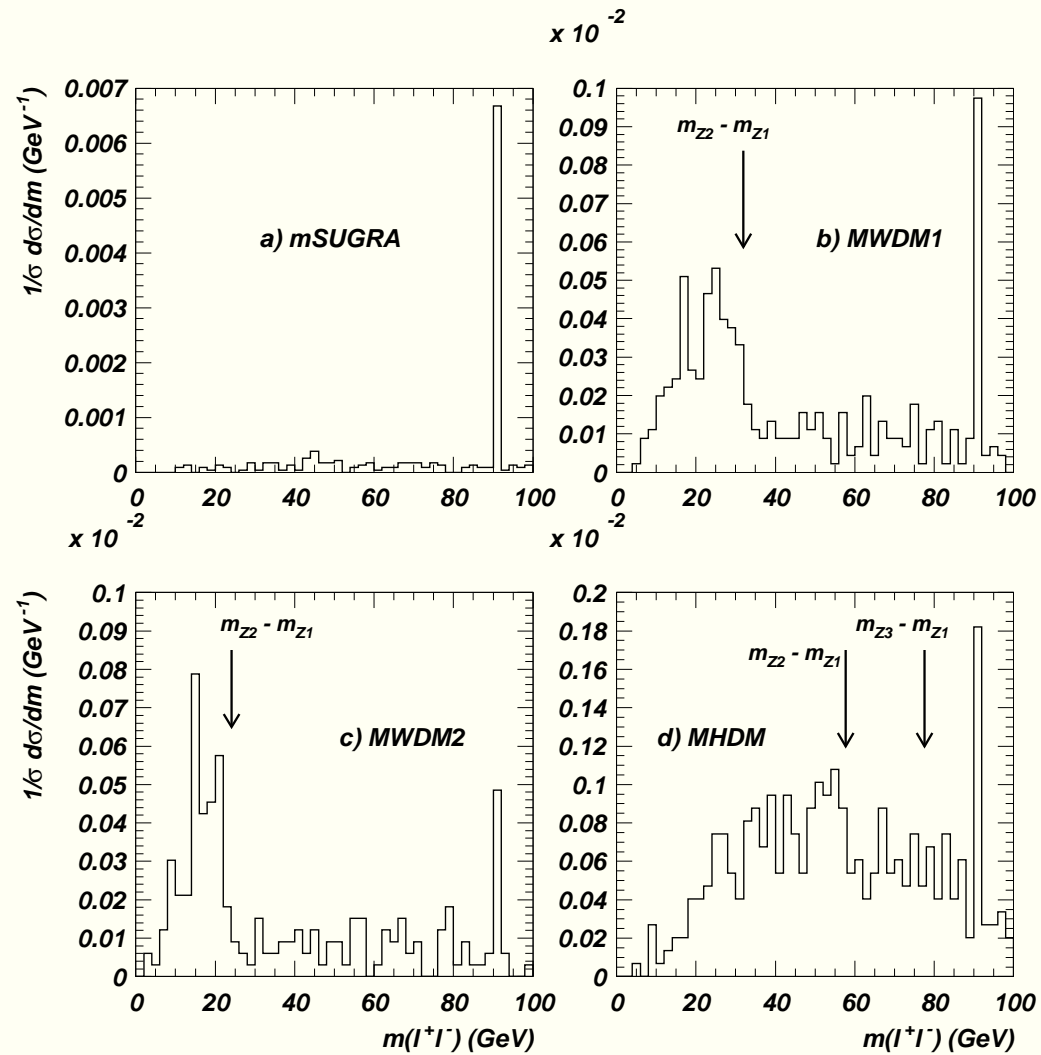 x 10⁻²
1/σ dσ/dm (GeV⁻¹)
0.007
0.006
0.005
0.004
0.003
0.002
0.001
0
a) mSUGRA
0 20 40 60 80 100
0.1
0.09
0.08
0.07
0.06
0.05
0.04
0.03
0.02
0.01
0
m_Z2 - m_Z1
b) MWDM1
0 20 40 60 80 100
x 10⁻²
1/σ dσ/dm (GeV⁻¹)
0.1
0.09
0.08
0.07
0.06
0.05
0.04
0.03
0.02
0.01
0
m_Z2 - m_Z1
c) MWDM2
0 20 40 60 80 100
m(l⁺l⁻) (GeV)
x 10⁻²
0.2
0.18
0.16
0.14
0.12
0.1
0.08
0.06
0.04
0.02
0
m_Z3 - m_Z1
m_Z2 - m_Z1
d) MHDM
0 20 40 60 80 100
m(l⁺l⁻) (GeV)